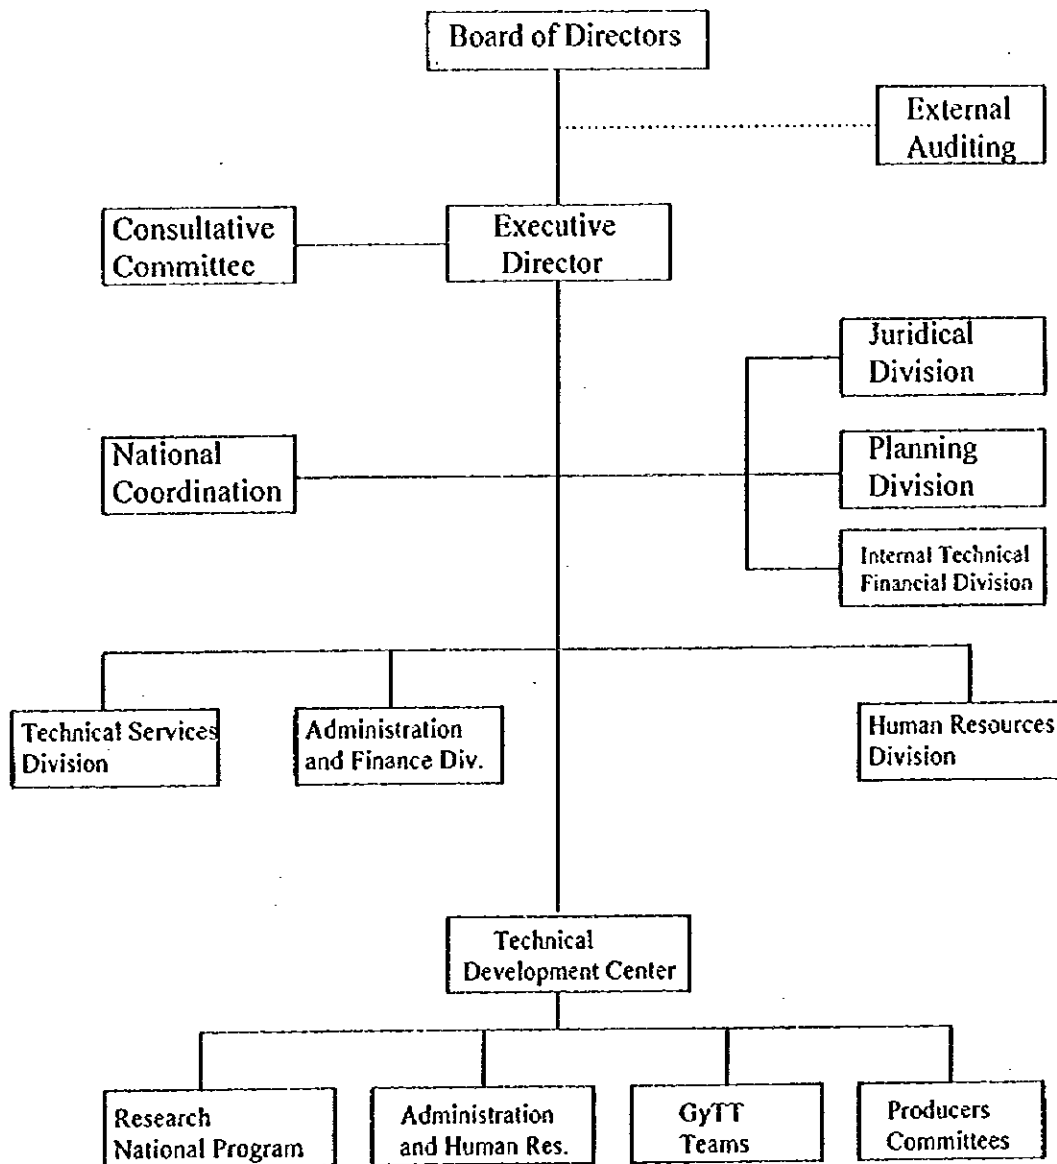 Board of Directors
External
Auditing
Consultative
Committee
Executive
Director
Juridical
Division
National
Coordination
Planning
Division
Internal Technical
Financial Division
Technical Services
Division
Administration
and Finance Div.
Human Resources
Division
Technical
Development Center
Research
National Program
Administration
and Human Res.
GyTT
Teams
Producers
Committees